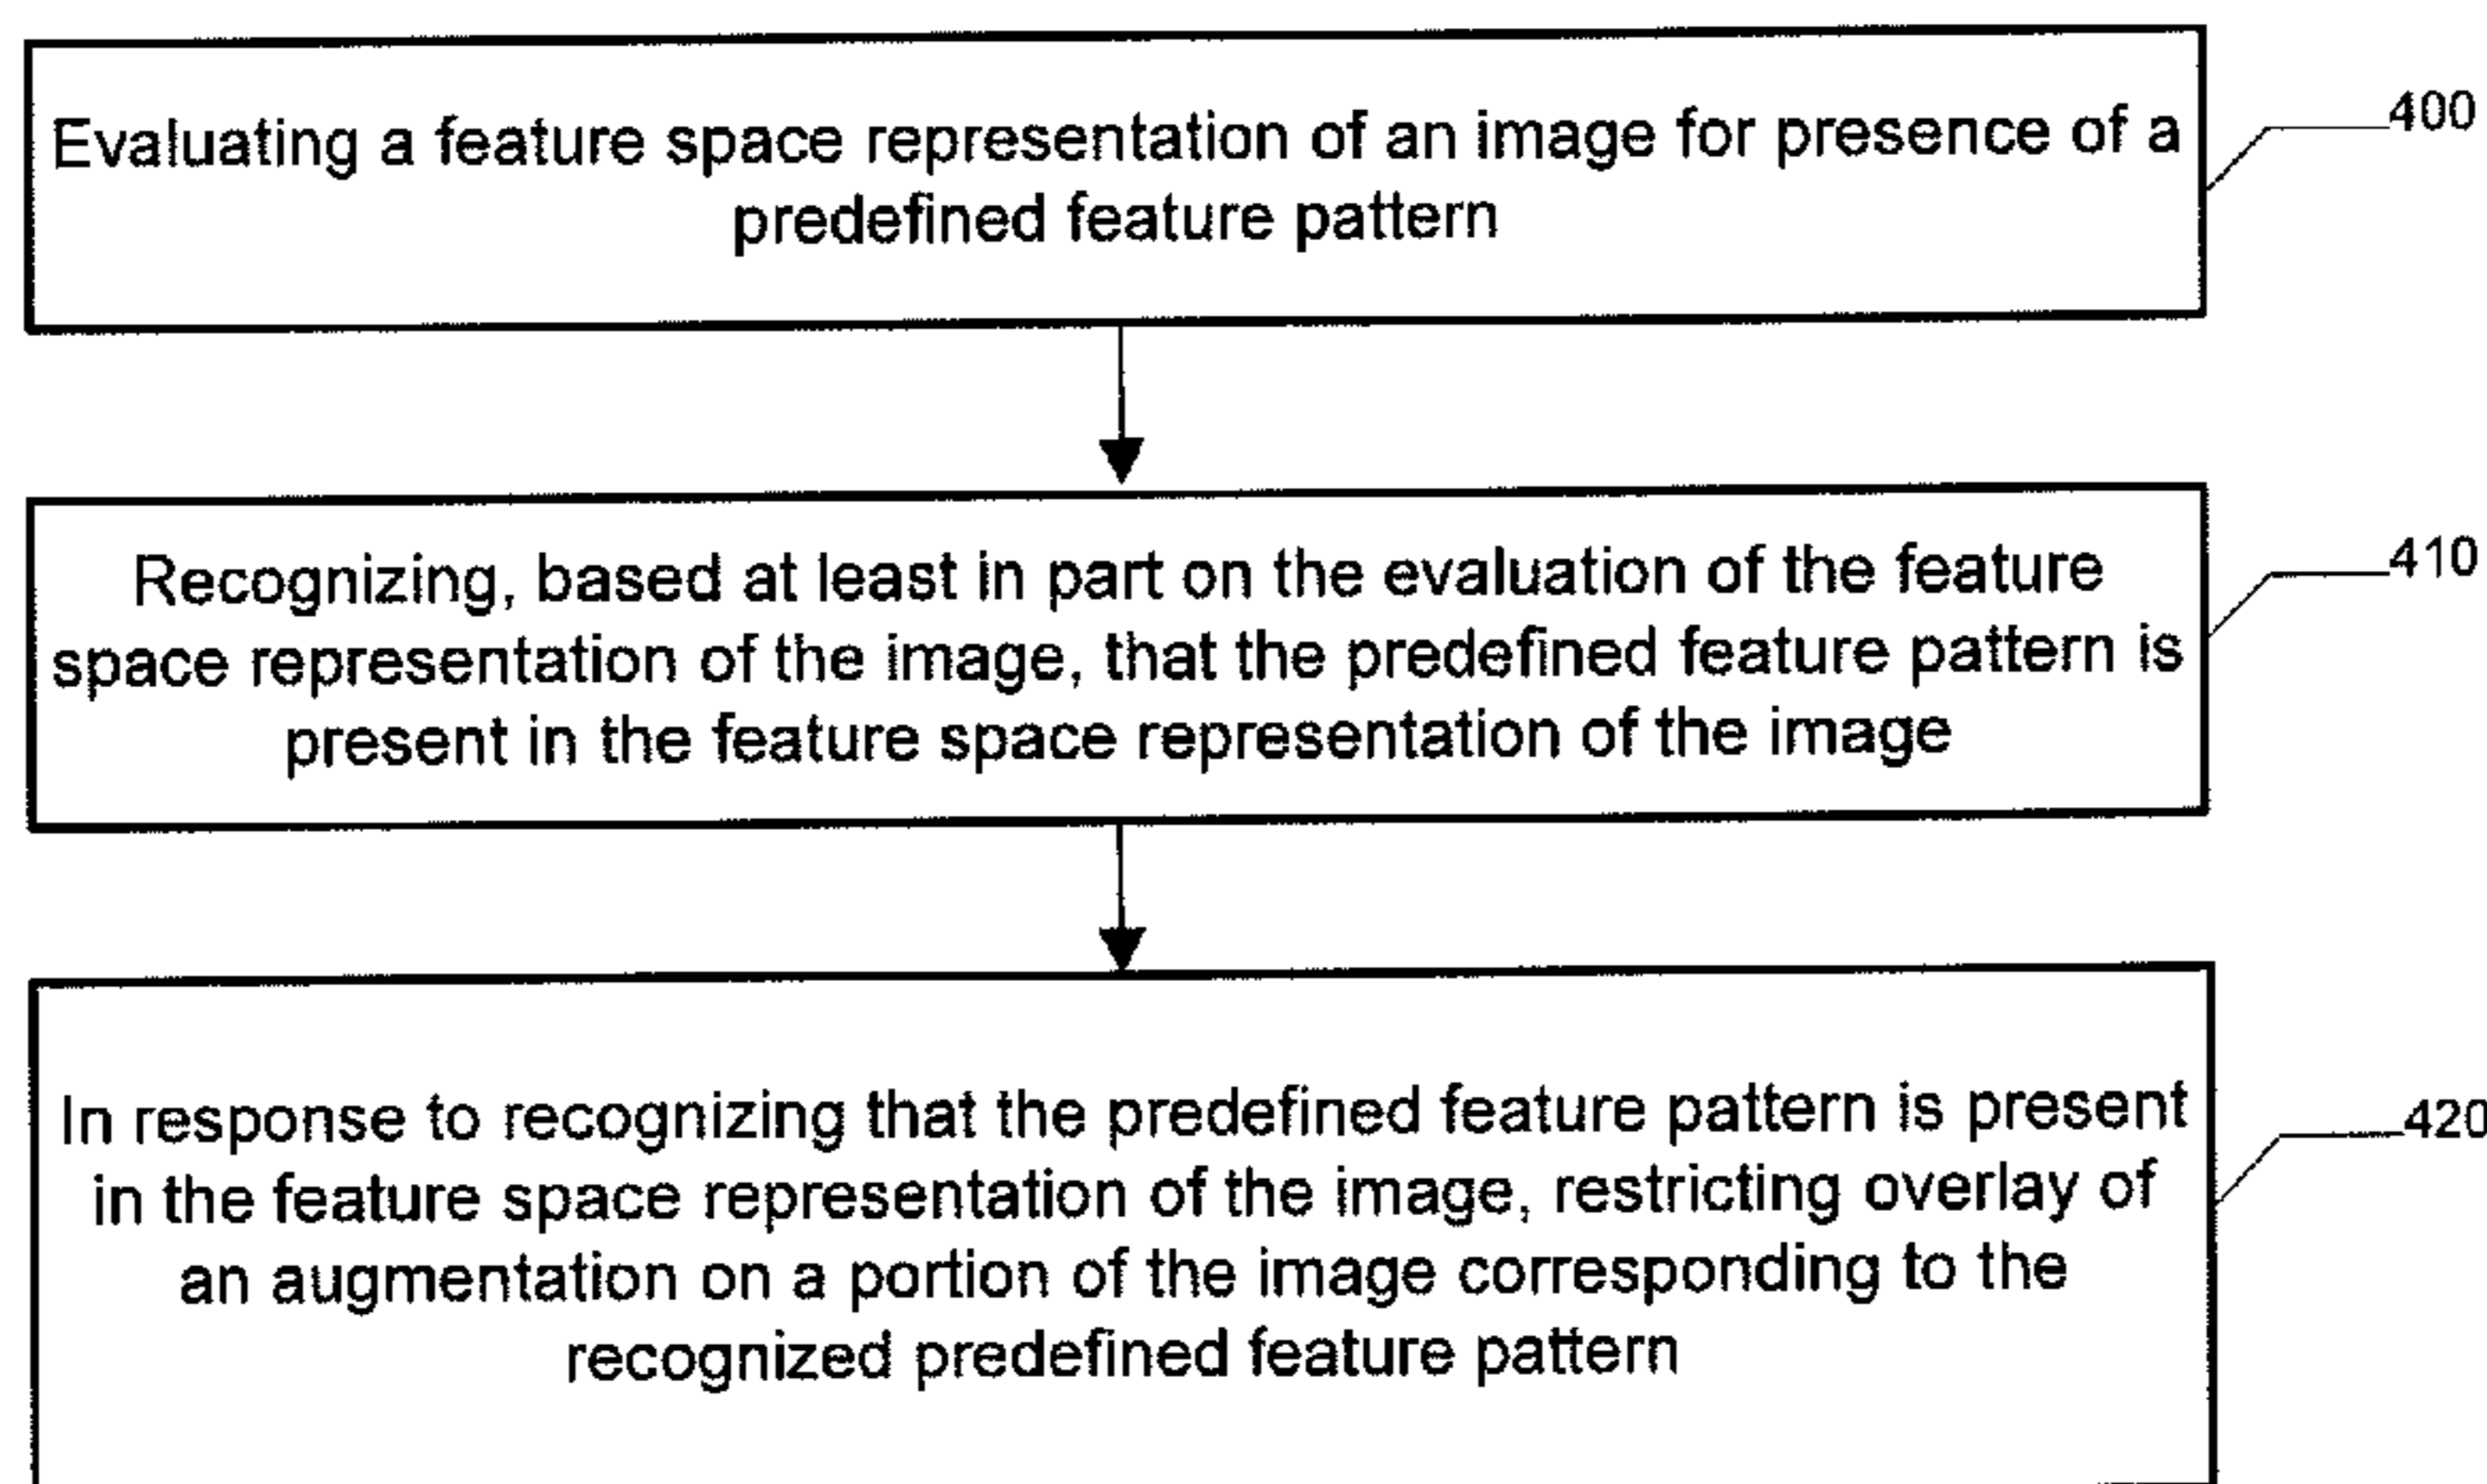 Evaluating a feature space representation of an image for presence of a
predefined feature pattern
400
Recognizing, based at least in part on the evaluation of the feature
space representation of the image, that the predefined feature pattern is
present in the feature space representation of the image
410
In response to recognizing that the predefined feature pattern is present
in the feature space representation of the image, restricting overlay of
an augmentation on a portion of the image corresponding to the
recognized predefined feature pattern
420